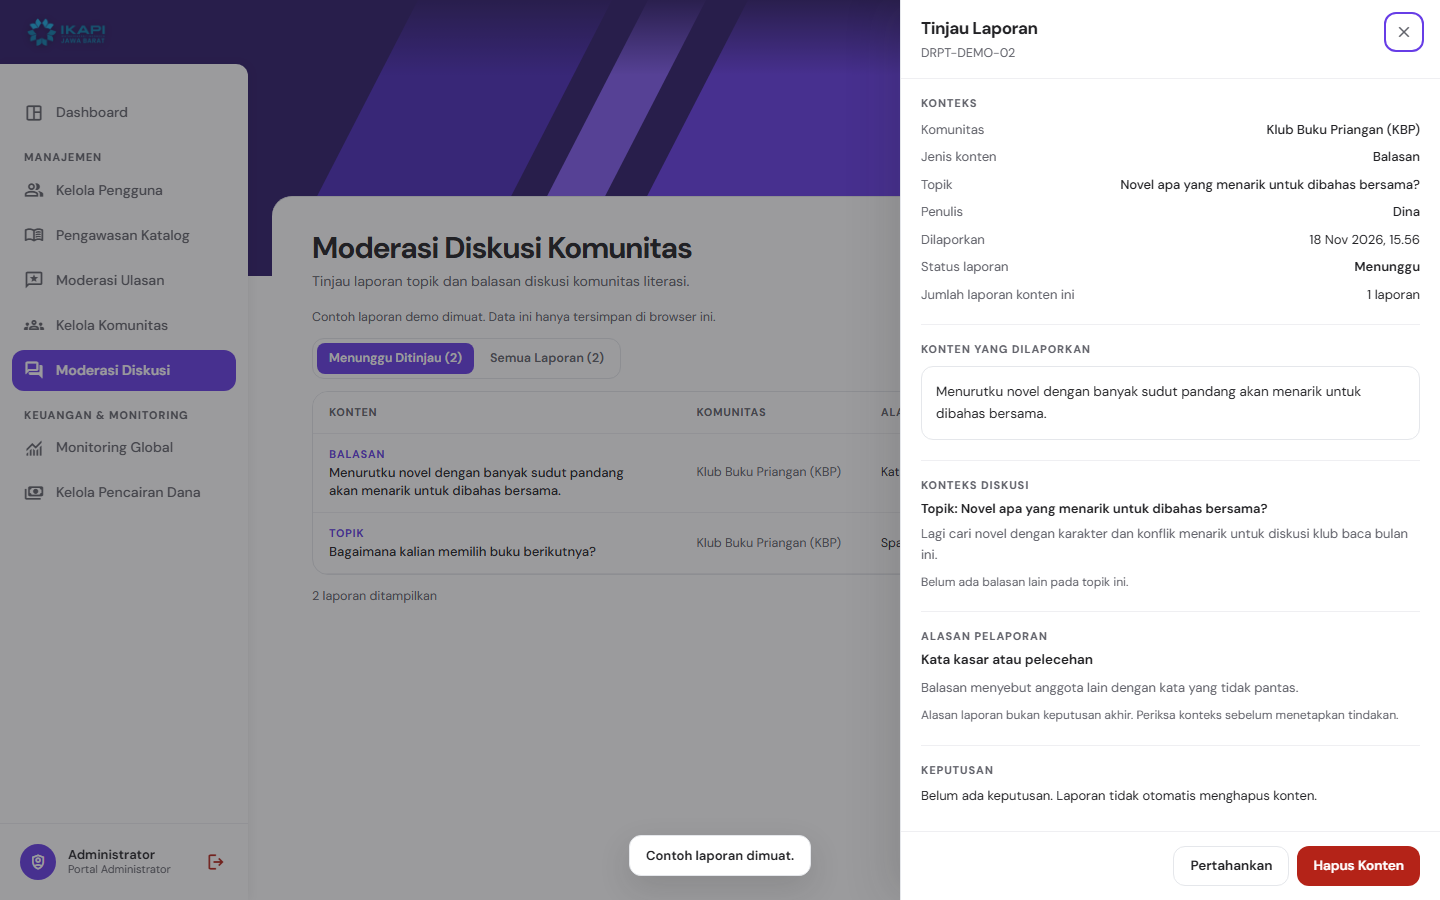 IKAPI
JAWA BARAT
Dashboard
MANAJEMEN
Kelola Pengguna
Pengawasan Katalog
Moderasi Ulasan
Kelola Komunitas
Moderasi Diskusi
KEUANGAN & MONITORING
Monitoring Global
Kelola Pencairan Dana
Administrator
Portal Administrator
Moderasi Diskusi Komunitas
Tinjau laporan topik dan balasan diskusi komunitas literasi.
Contoh laporan demo dimuat. Data ini hanya tersimpan di browser ini.
Menunggu Ditinjau (2) Semua Laporan (2)
KONTEN KOMUNITAS ALA
BALASAN
Menurutku novel dengan banyak sudut pandang
akan menarik untuk dibahas bersama.
Klub Buku Priangan (KBP) Kat
TOPIK
Bagaimana kalian memilih buku berikutnya?
Klub Buku Priangan (KBP) Spa
2 laporan ditampilkan
Contoh laporan dimuat.
Tinjau Laporan
DRPT-DEMO-02
KONTEKS
Komunitas Klub Buku Priangan (KBP)
Jenis konten Balasan
Topik Novel apa yang menarik untuk dibahas bersama?
Penulis Dina
Dilaporkan 18 Nov 2026, 15.56
Status laporan Menunggu
Jumlah laporan konten ini 1 laporan
KONTEN YANG DILAPORKAN
Menurutku novel dengan banyak sudut pandang akan menarik untuk
dibahas bersama.
KONTEKS DISKUSI
Topik: Novel apa yang menarik untuk dibahas bersama?
Lagi cari novel dengan karakter dan konflik menarik untuk diskusi klub baca bulan
ini.
Belum ada balasan lain pada topik ini.
ALASAN PELAPORAN
Kata kasar atau pelecehan
Balasan menyebut anggota lain dengan kata yang tidak pantas.
Alasan laporan bukan keputusan akhir. Periksa konteks sebelum menetapkan tindakan.
KEPUTUSAN
Belum ada keputusan. Laporan tidak otomatis menghapus konten.
Pertahankan Hapus Konten